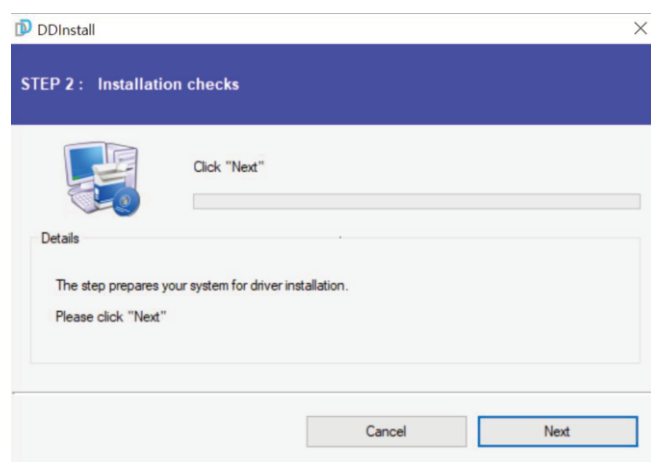 DDInstall
STEP 2 : Installation checks
Click "Next"
Details
The step prepares your system for driver installation.
Please click "Next"
Cancel
Next